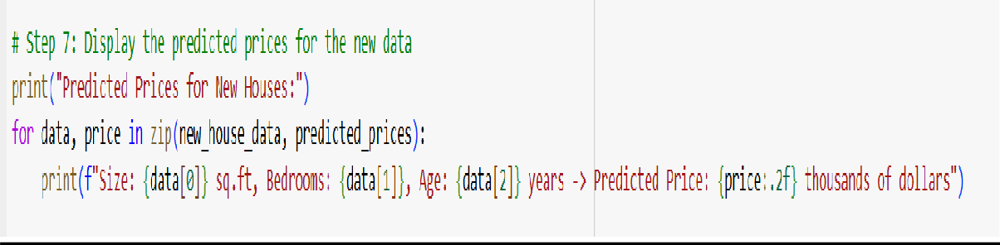 # Step 7: Display the predicted prices for the new data
print("Predicted Prices for New Houses:")
for data, price in zip(new_house_data, predicted_prices):
    print(f"Size: {data[0]} sq.ft, Bedrooms: {data[1]}, Age: {data[2]} years -> Predicted Price: {price:.2f} thousands of dollars")